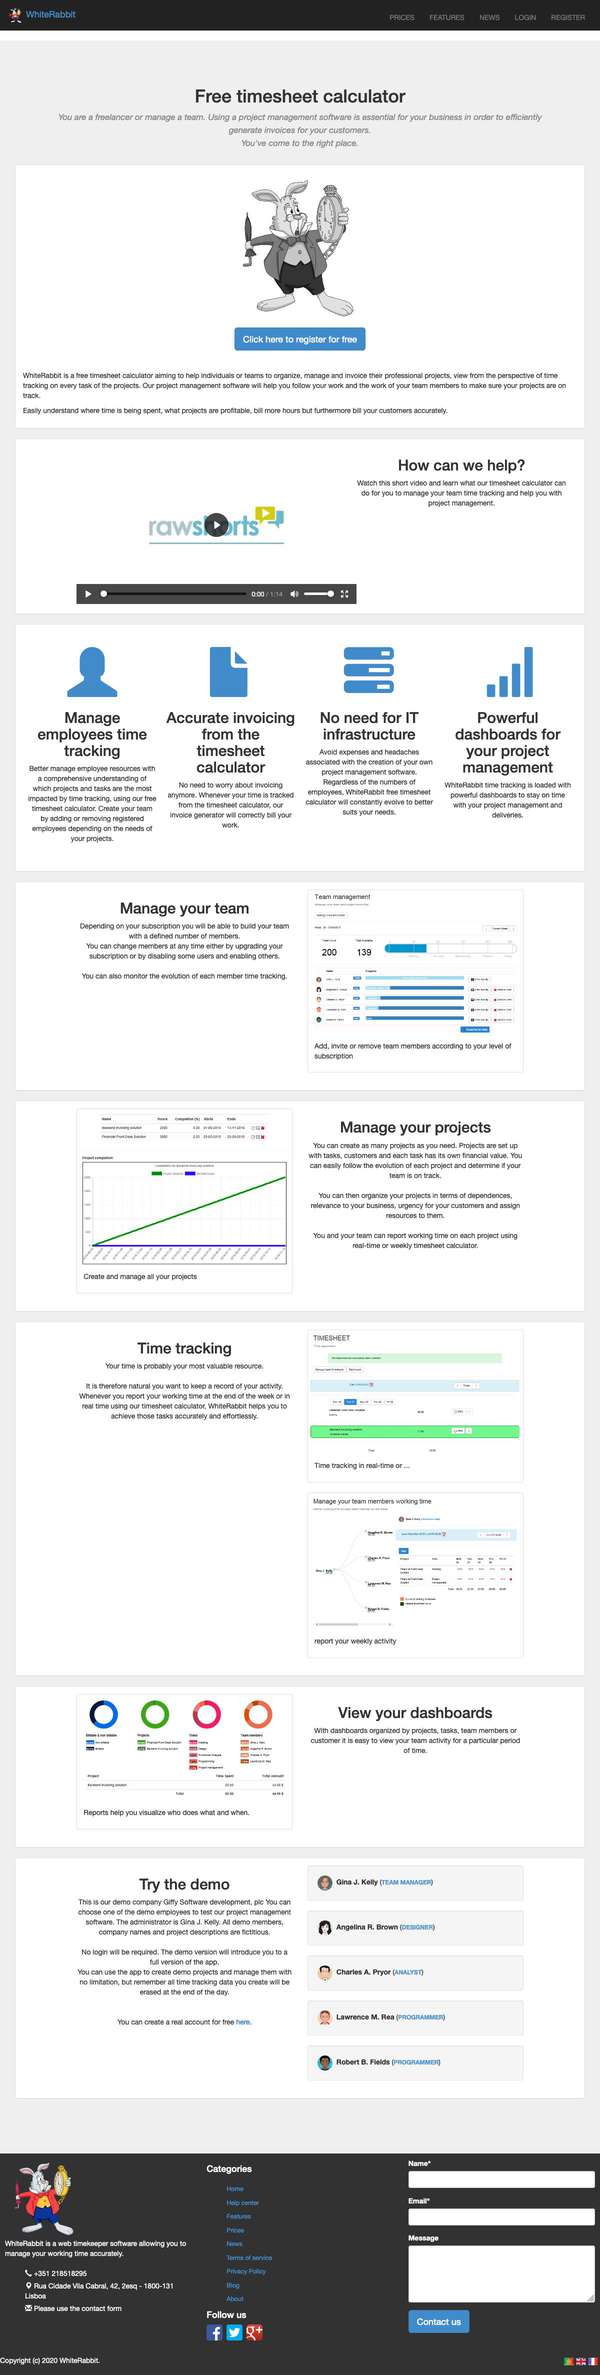 WhiteRabbit
PRICES FEATURES NEWS LOGIN REGISTER
Free timesheet calculator
You are a freelancer or manage a team. Using a project management software is essential for your business in order to efficiently
generate invoices for your customers.
You've come to the right place.
Click here to register for free
WhiteRabbit is a free timesheet calculator aiming to help individuals or teams to organize, manage and invoice their professional projects, view from the perspective of time
tracking on every task of the projects. Our project management software will help you follow your work and the work of your team members to make sure your projects are on
track.
Easily understand where time is being spent, what projects are profitable, bill more hours but furthermore bill your customers accurately.
rawshorts
0:00 / 1:14
How can we help?
Watch this short video and learn what our timesheet calculator can
do for you to manage your team time tracking and help you with
project management.
Manage
employees time
tracking
Better manage employee resources with
a comprehensive understanding of
which projects and tasks are the most
impacted by time tracking, using our free
timesheet calculator. Create your team
by adding or removing registered
employees depending on the needs of
your projects.
Accurate invoicing
from the
timesheet
calculator
No need to worry about invoicing
anymore. Whenever your time is tracked
from the timesheet calculator, our
invoice generator will correctly bill your
work.
No need for IT
infrastructure
Avoid expenses and headaches
associated with the creation of your own
project management software.
Regardless of the numbers of
employees, WhiteRabbit free timesheet
calculator will constantly evolve to better
suits your needs.
Powerful
dashboards for
your project
management
WhiteRabbit time tracking is loaded with
powerful dashboards to stay on time
with your project management and
deliveries.
Manage your team
Depending on your subscription you will be able to build your team
with a defined number of members.
You can change members at any time either by upgrading your
subscription or by disabling some users and enabling others.
You can also monitor the evolution of each member time tracking.
Team management
200 139
Add, invite or remove team members according to your level of
subscription
Name Hours Completion (%) Starts Ends
Project completion
Create and manage all your projects
Manage your projects
You can create as many projects as you need. Projects are set up
with tasks, customers and each task has its own financial value. You
can easily follow the evolution of each project and determine if your
team is on track.
You can then organize your projects in terms of dependences,
relevance to your business, urgency for your customers and assign
resources to them.
You and your team can report working time on each project using
real-time or weekly timesheet calculator.
Time tracking
Your time is probably your most valuable resource.
It is therefore natural you want to keep a record of your activity.
Whenever you report your working time at the end of the week or in
real time using our timesheet calculator, WhiteRabbit helps you to
achieve those tasks accurately and effortlessly.
TIMESHEET
Time tracking in real-time or ...
Manage your team members working time
report your weekly activity
Projects
Team members
Project Time Spent
Total
Reports help you visualize who does what and when.
View your dashboards
With dashboards organized by projects, tasks, team members or
customer it is easy to view your team activity for a particular period
of time.
Try the demo
This is our demo company Giffy Software development, plc You can
choose one of the demo employees to test our project management
software. The administrator is Gina J. Kelly. All demo members,
company names and project descriptions are fictitious.
No login will be required. The demo version will introduce you to a
full version of the app.
You can use the app to create demo projects and manage them with
no limitation, but remember all time tracking data you create will be
erased at the end of the day.
You can create a real account for free here.
Gina J. Kelly (TEAM MANAGER)
Angelina R. Brown (DESIGNER)
Charles A. Pryor (ANALYST)
Lawrence M. Rea (PROGRAMMER)
Robert B. Fields (PROGRAMMER)
WhiteRabbit is a web timekeeper software allowing you to
manage your working time accurately.
+351 218518295
Rua Cidade Vila Cabral, 42, 2esq - 1800-131
Lisboa
Please use the contact form
Categories
Home
Help center
Features
Prices
News
Terms of service
Privacy Policy
Blog
About
Follow us
Name*
Email*
Message
Contact us
Copyright (c) 2020 WhiteRabbit.